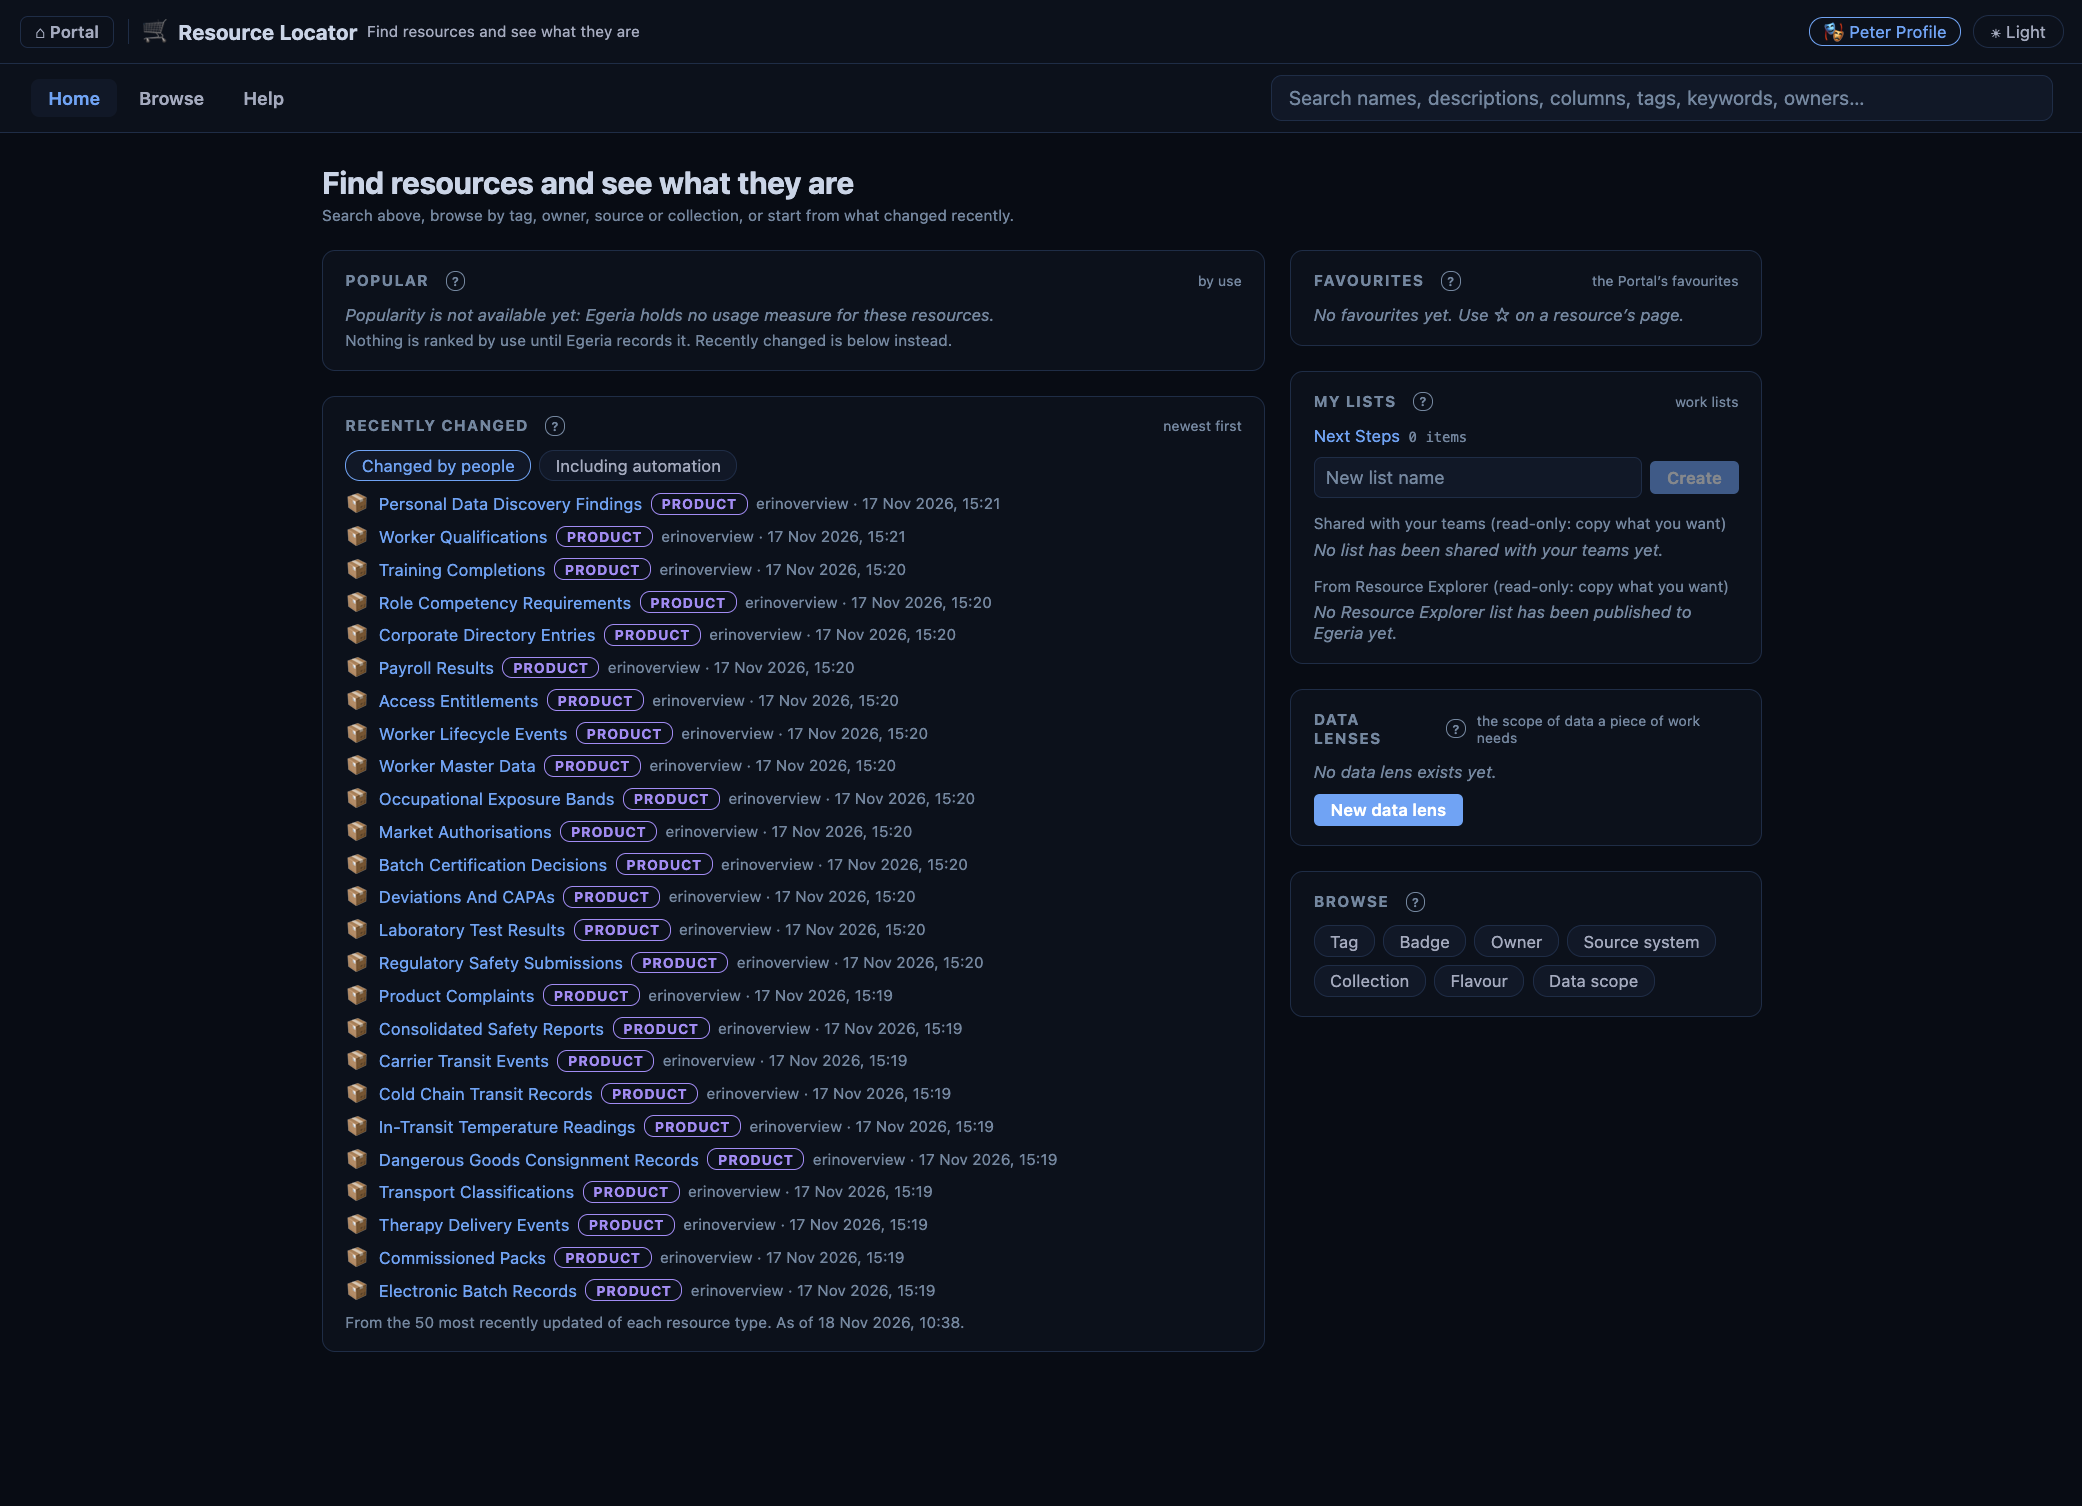 ⌂ Portal
Resource Locator Find resources and see what they are
Peter Profile
☀ Light
Home Browse Help
Search names, descriptions, columns, tags, keywords, owners...
Find resources and see what they are
Search above, browse by tag, owner, source or collection, or start from what changed recently.
POPULAR ? by use
Popularity is not available yet: Egeria holds no usage measure for these resources.
Nothing is ranked by use until Egeria records it. Recently changed is below instead.
RECENTLY CHANGED ? newest first
Changed by people Including automation
Personal Data Discovery Findings PRODUCT erinoverview · 17 Nov 2026, 15:21
Worker Qualifications PRODUCT erinoverview · 17 Nov 2026, 15:21
Training Completions PRODUCT erinoverview · 17 Nov 2026, 15:20
Role Competency Requirements PRODUCT erinoverview · 17 Nov 2026, 15:20
Corporate Directory Entries PRODUCT erinoverview · 17 Nov 2026, 15:20
Payroll Results PRODUCT erinoverview · 17 Nov 2026, 15:20
Access Entitlements PRODUCT erinoverview · 17 Nov 2026, 15:20
Worker Lifecycle Events PRODUCT erinoverview · 17 Nov 2026, 15:20
Worker Master Data PRODUCT erinoverview · 17 Nov 2026, 15:20
Occupational Exposure Bands PRODUCT erinoverview · 17 Nov 2026, 15:20
Market Authorisations PRODUCT erinoverview · 17 Nov 2026, 15:20
Batch Certification Decisions PRODUCT erinoverview · 17 Nov 2026, 15:20
Deviations And CAPAs PRODUCT erinoverview · 17 Nov 2026, 15:20
Laboratory Test Results PRODUCT erinoverview · 17 Nov 2026, 15:20
Regulatory Safety Submissions PRODUCT erinoverview · 17 Nov 2026, 15:20
Product Complaints PRODUCT erinoverview · 17 Nov 2026, 15:19
Consolidated Safety Reports PRODUCT erinoverview · 17 Nov 2026, 15:19
Carrier Transit Events PRODUCT erinoverview · 17 Nov 2026, 15:19
Cold Chain Transit Records PRODUCT erinoverview · 17 Nov 2026, 15:19
In-Transit Temperature Readings PRODUCT erinoverview · 17 Nov 2026, 15:19
Dangerous Goods Consignment Records PRODUCT erinoverview · 17 Nov 2026, 15:19
Transport Classifications PRODUCT erinoverview · 17 Nov 2026, 15:19
Therapy Delivery Events PRODUCT erinoverview · 17 Nov 2026, 15:19
Commissioned Packs PRODUCT erinoverview · 17 Nov 2026, 15:19
Electronic Batch Records PRODUCT erinoverview · 17 Nov 2026, 15:19
From the 50 most recently updated of each resource type. As of 18 Nov 2026, 10:38.
FAVOURITES ? the Portal's favourites
No favourites yet. Use ☆ on a resource's page.
MY LISTS ? work lists
Next Steps 0 items
New list name Create
Shared with your teams (read-only: copy what you want)
No list has been shared with your teams yet.
From Resource Explorer (read-only: copy what you want)
No Resource Explorer list has been published to
Egeria yet.
DATA LENSES ? the scope of data a piece of work needs
No data lens exists yet.
New data lens
BROWSE ?
Tag Badge Owner Source system
Collection Flavour Data scope